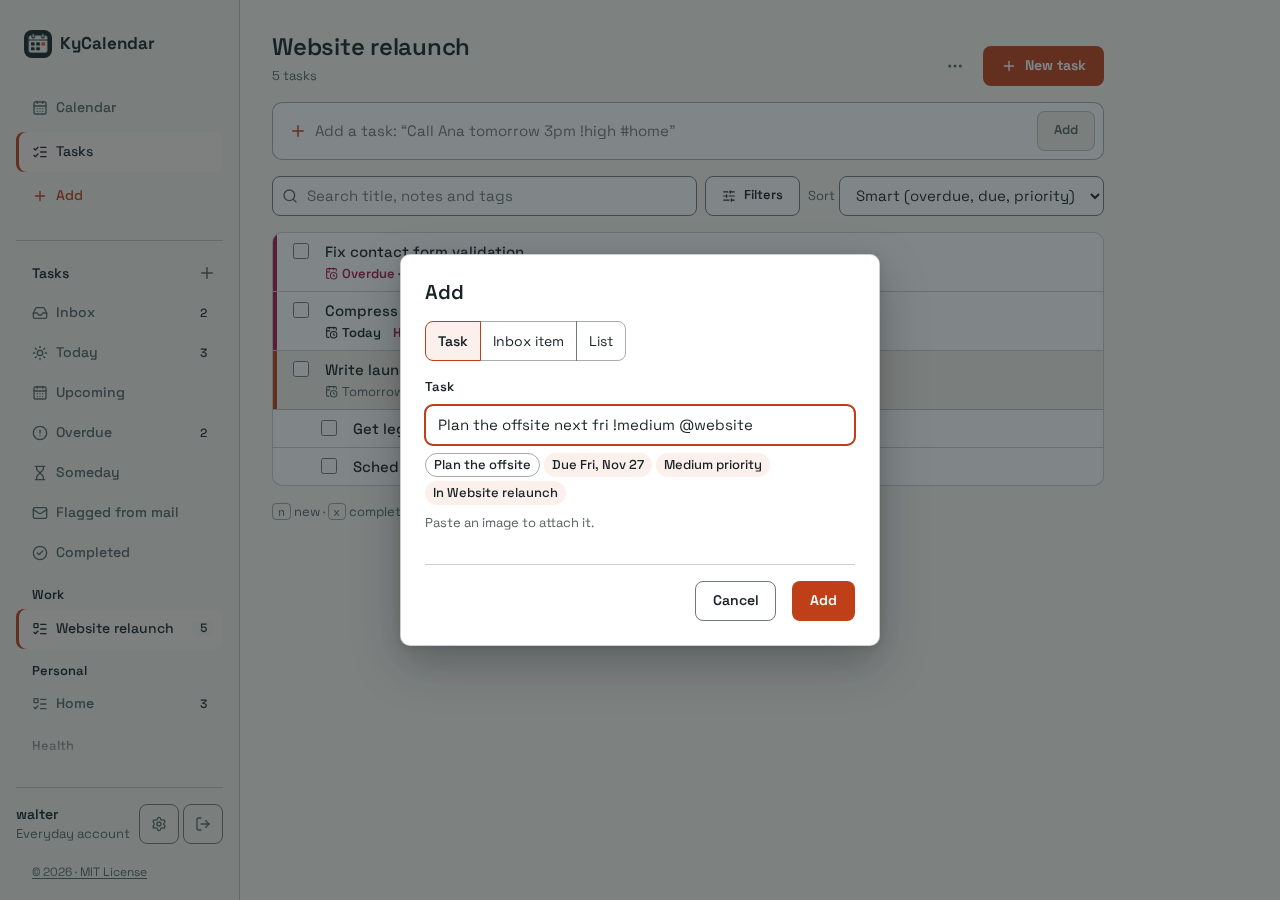 KyCalendar
Calendar
Tasks
Add
Tasks
Inbox 2
Today 3
Upcoming
Overdue 2
Someday
Flagged from mail
Completed
Work
Website relaunch 5
Personal
Home 3
Health
walter
Everyday account
© 2026 · MIT License
Website relaunch
5 tasks
New task
Add a task: “Call Ana tomorrow 3pm !high #home”
Add
Search title, notes and tags
Filters
Sort
Smart (overdue, due, priority)
Fix contact form validation
Overdue ·
Compress
Today
Write
Tomorrow
Get
n new · x
Add
Task
Inbox item
List
Task
Plan the offsite next fri !medium @website
Plan the offsite
Due Fri, Nov 27
Medium priority
In Website relaunch
Paste an image to attach it.
Cancel
Add